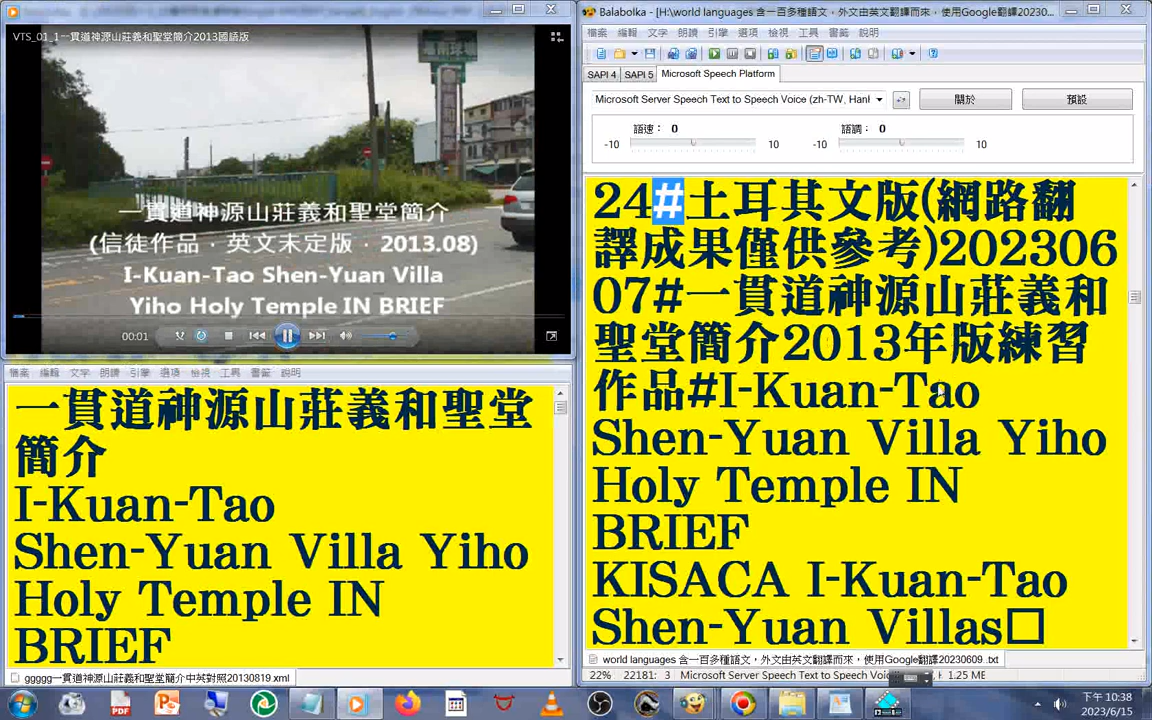 VTS_01_1一貫道神源山莊義和聖堂簡介2013國語版
一貫道神源山莊義和聖堂簡介
(信徒作品．英文未定版．2013.08)
I-Kuan-Tao Shen-Yuan Villa
Yiho Holy Temple IN BRIEF
00:01
檔案 編輯 文字 朗讀 引擎 選項 檢視 工具 書籤 說明
一貫道神源山莊義和聖堂
簡介
I-Kuan-Tao
Shen-Yuan Villa Yiho
Holy Temple IN
BRIEF
ggggg一貫道神源山莊義和聖堂簡介中英對照20130819.xml
Balabolka - [H:\world languages 含一百多種語文，外文由英文翻譯而來，使用Google翻譯20230...
檔案 編輯 文字 朗讀 引擎 選項 檢視 工具 書籤 說明
SAPI 4 SAPI 5 Microsoft Speech Platform
Microsoft Server Speech Text to Speech Voice (zh-TW, HanH
關於 預設
語速： 0 語調： 0
-10 10 -10 10
24#土耳其文版(網路翻
譯成果僅供參考)202306
07#一貫道神源山莊義和
聖堂簡介2013年版練習
作品#I-Kuan-Tao
Shen-Yuan Villa Yiho
Holy Temple IN
BRIEF
KISACA I-Kuan-Tao
Shen-Yuan Villas□
world languages 含一百多種語文，外文由英文翻譯而來，使用Google翻譯20230609 .txt
22% 22181: 3 Microsoft Speech Platform Microsoft Server Speech Text to Speech Vo 1.25 MB
下午 10:38
2023/6/15